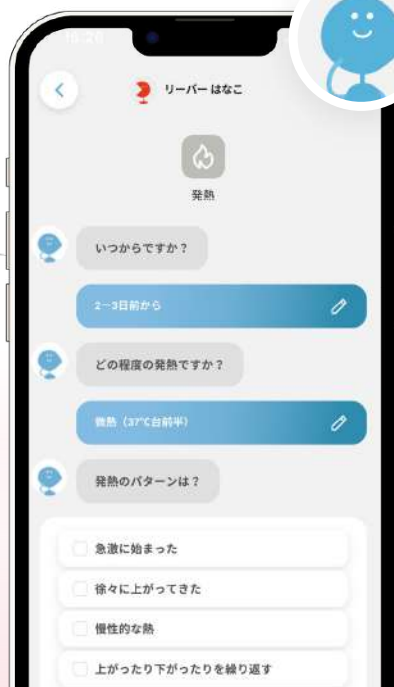 リーバー はなこ
発熱
いつからですか？
2ー3日前から
どの程度の発熱ですか？
微熱（37℃台前半）
発熱のパターンは？
急激に始まった
徐々に上がってきた
慢性的な熱
上がったり下がったりを繰り返す